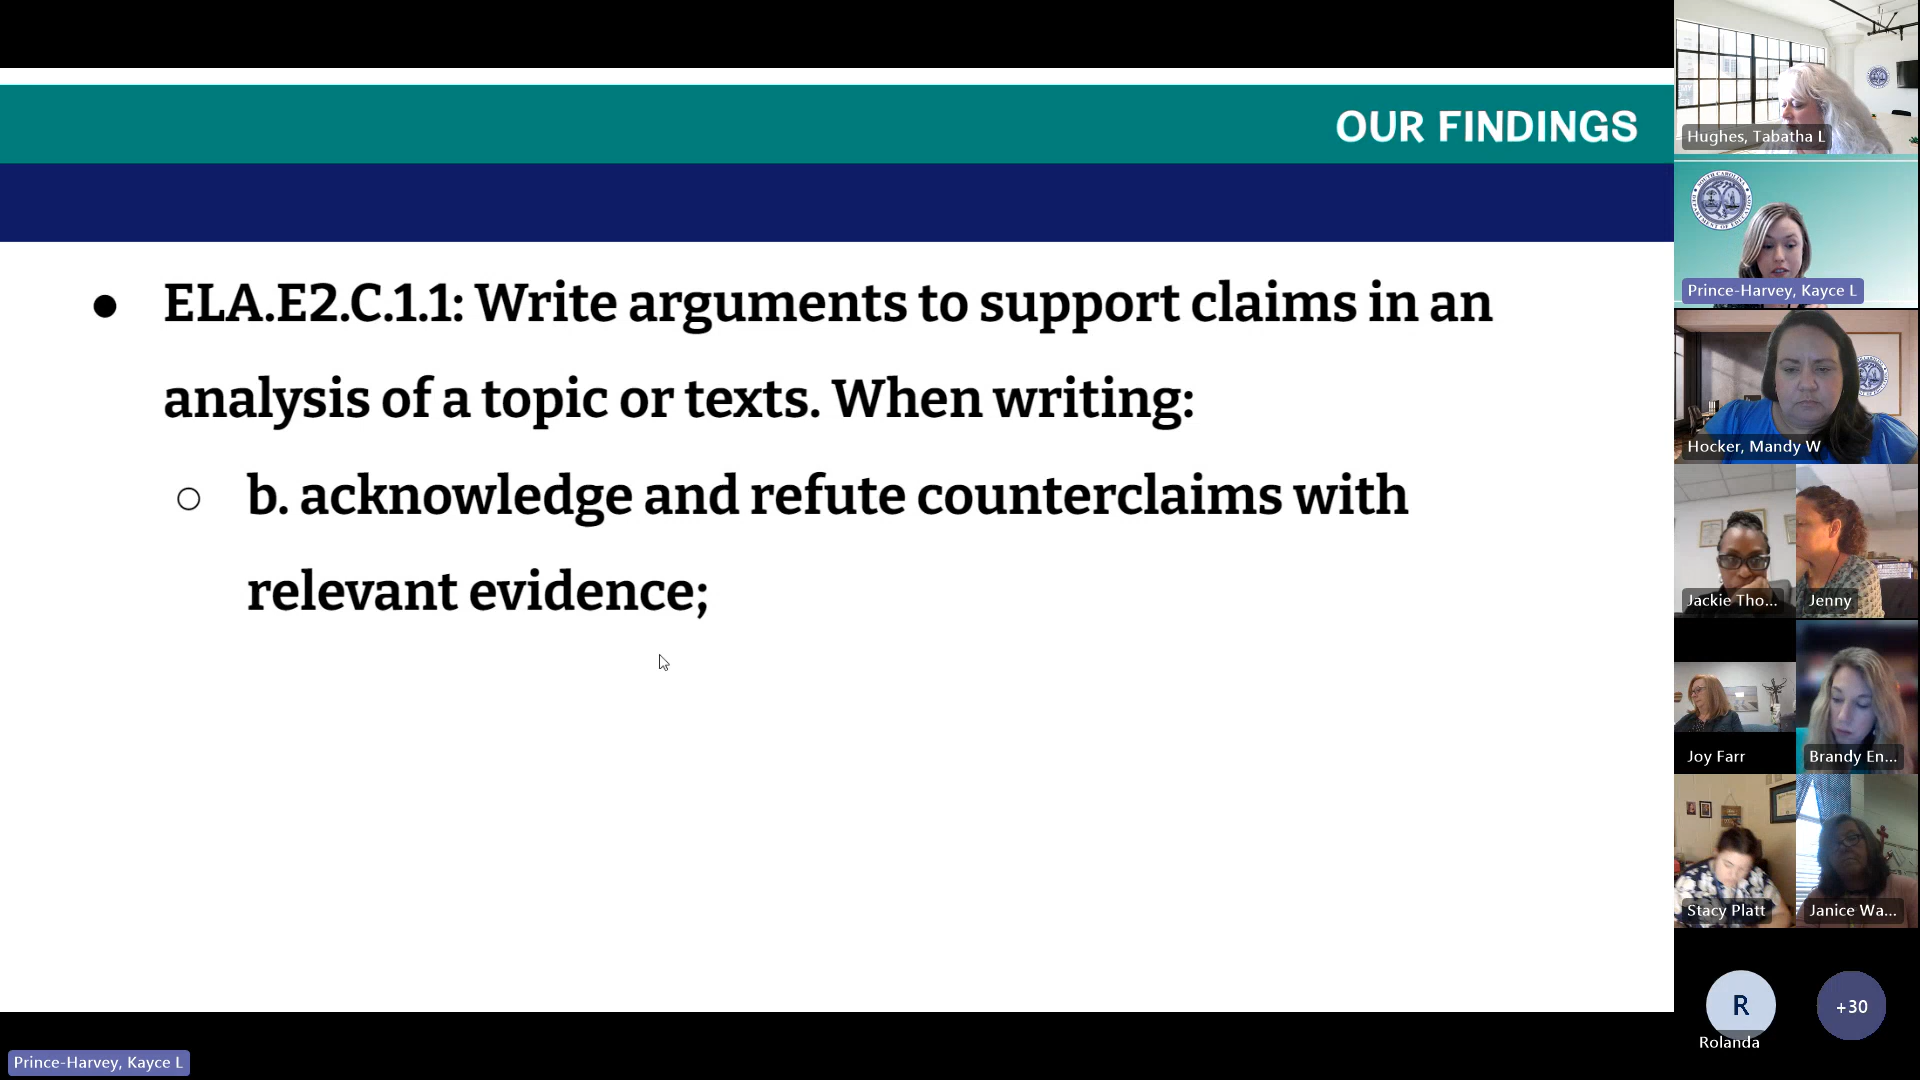 OUR FINDINGS
● ELA.E2.C.1.1: Write arguments to support claims in an
analysis of a topic or texts. When writing:
○ b. acknowledge and refute counterclaims with
relevant evidence;
Hughes, Tabatha L
Prince-Harvey, Kayce L
Hocker, Mandy W
Jackie Tho...
Jenny
Joy Farr
Brandy En...
Stacy Platt
Janice Wa...
R
Rolanda
+30
Prince-Harvey, Kayce L